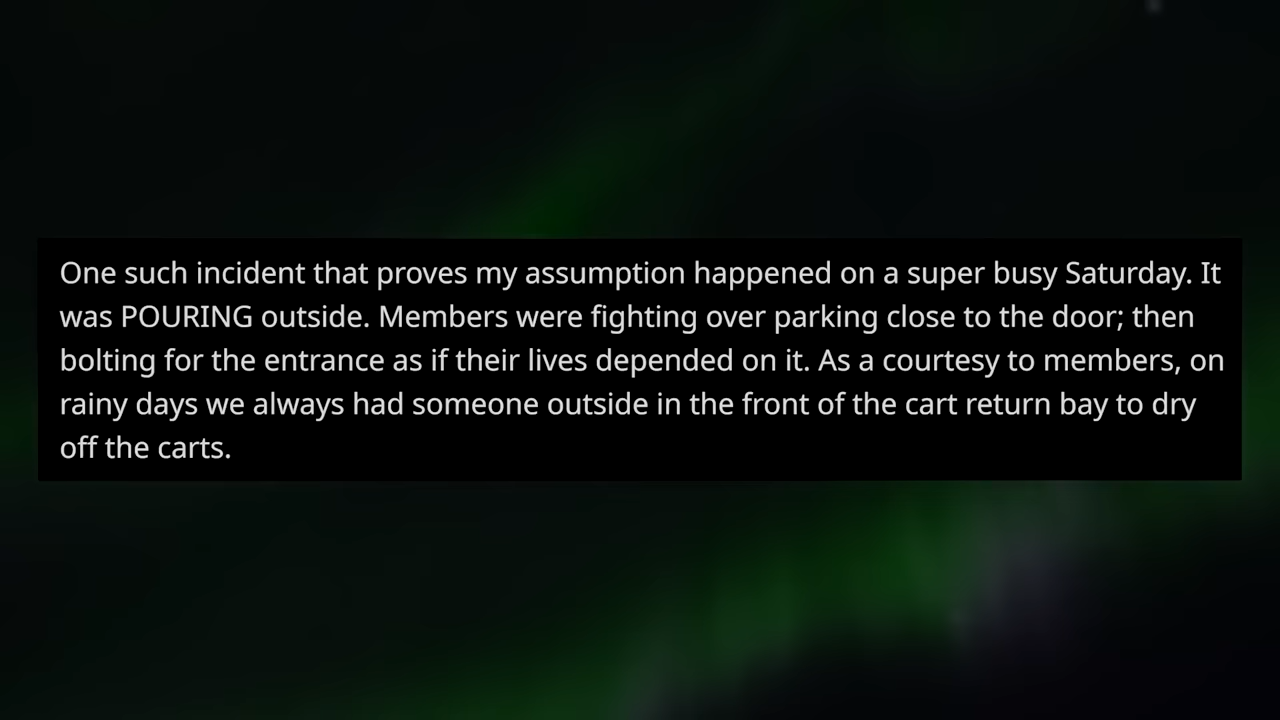 One such incident that proves my assumption happened on a super busy Saturday. It
was POURING outside. Members were fighting over parking close to the door; then
bolting for the entrance as if their lives depended on it. As a courtesy to members, on
rainy days we always had someone outside in the front of the cart return bay to dry
off the carts.